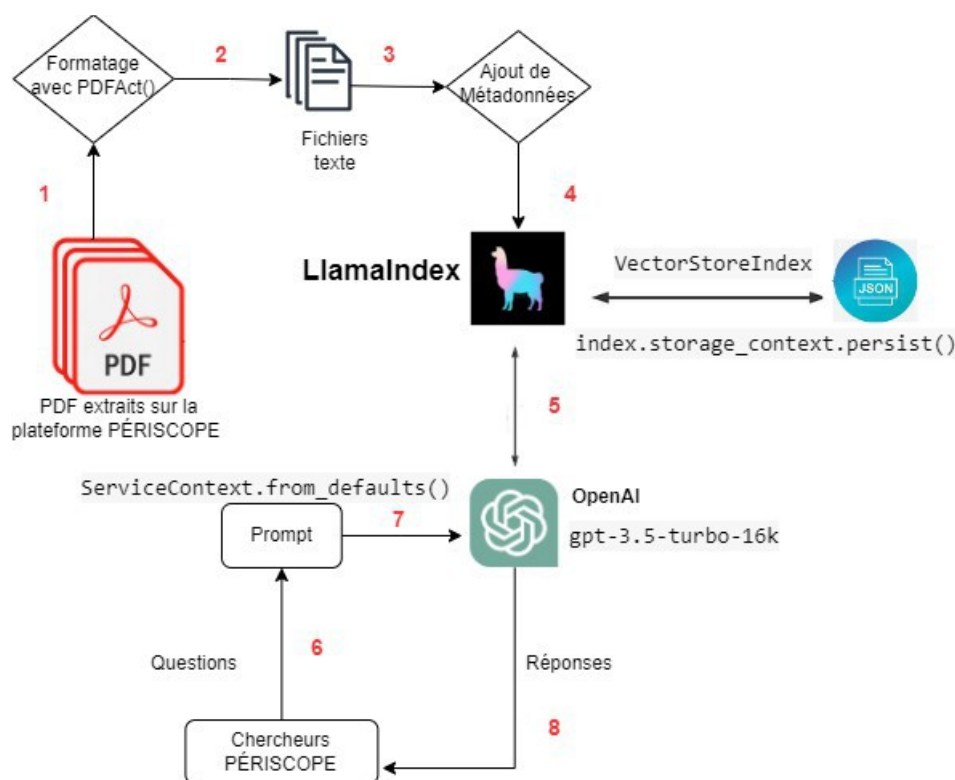 Formatage
avec PDFAct()
2
3
Ajout de
Métadonnées
Fichiers
texte
1
4
LlamaIndex
VectorStoreIndex
JSON
index.storage_context.persist()
PDF
PDF extraits sur la
plateforme PÉRISCOPE
5
ServiceContext.from_defaults()
OpenAI
gpt-3.5-turbo-16k
Prompt
7
6
Questions
Réponses
8
Chercheurs
PÉRISCOPE